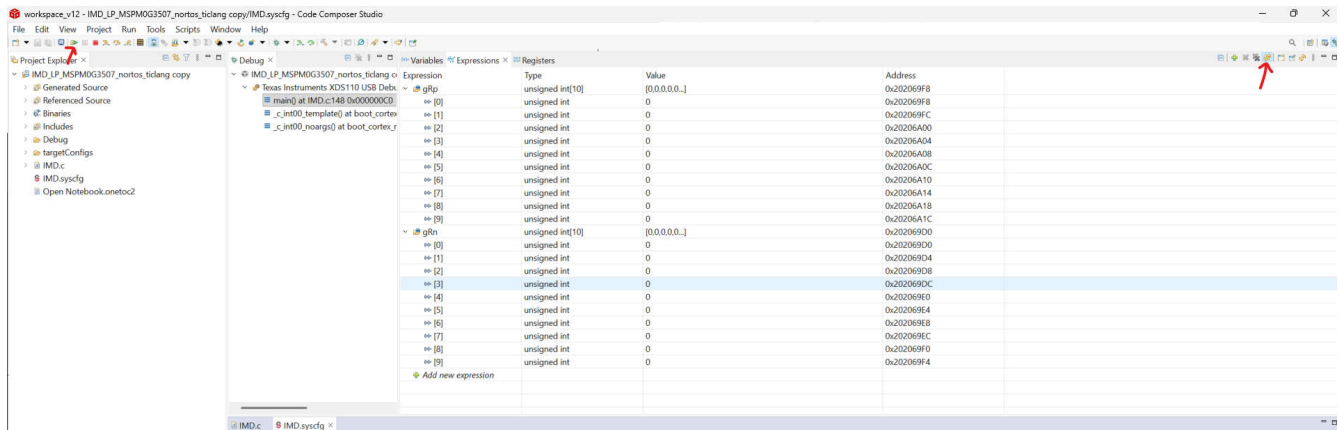 workspace_v12 - IMD_LP_MSPM0G3507_nortos_ticlang copy/IMD.syscfg - Code Composer Studio
File Edit View Project Run Tools Scripts Window Help
Project Explorer
IMD_LP_MSPM0G3507_nortos_ticlang copy
Generated Source
Referenced Source
Binaries
Includes
Debug
targetConfigs
IMD.c
IMD.syscfg
Open Notebook.onetoc2
Debug
IMD_LP_MSPM0G3507_nortos_ticlang co
Texas Instruments XDS110 USB Debu
main() at IMD.c:148 0x000000C0
_c_int00_template() at boot_cortex
_c_int00_noargs() at boot_cortex_r
Variables Expressions Registers
Expression Type Value Address
gRp unsigned int[10] [0,0,0,0,0...] 0x202069F8
[0] unsigned int 0 0x202069F8
[1] unsigned int 0 0x202069FC
[2] unsigned int 0 0x20206A00
[3] unsigned int 0 0x20206A04
[4] unsigned int 0 0x20206A08
[5] unsigned int 0 0x20206A0C
[6] unsigned int 0 0x20206A10
[7] unsigned int 0 0x20206A14
[8] unsigned int 0 0x20206A18
[9] unsigned int 0 0x20206A1C
gRn unsigned int[10] [0,0,0,0,0...] 0x202069D0
[0] unsigned int 0 0x202069D0
[1] unsigned int 0 0x202069D4
[2] unsigned int 0 0x202069D8
[3] unsigned int 0 0x202069DC
[4] unsigned int 0 0x202069E0
[5] unsigned int 0 0x202069E4
[6] unsigned int 0 0x202069E8
[7] unsigned int 0 0x202069EC
[8] unsigned int 0 0x202069F0
[9] unsigned int 0 0x202069F4
Add new expression
IMD.c IMD.syscfg